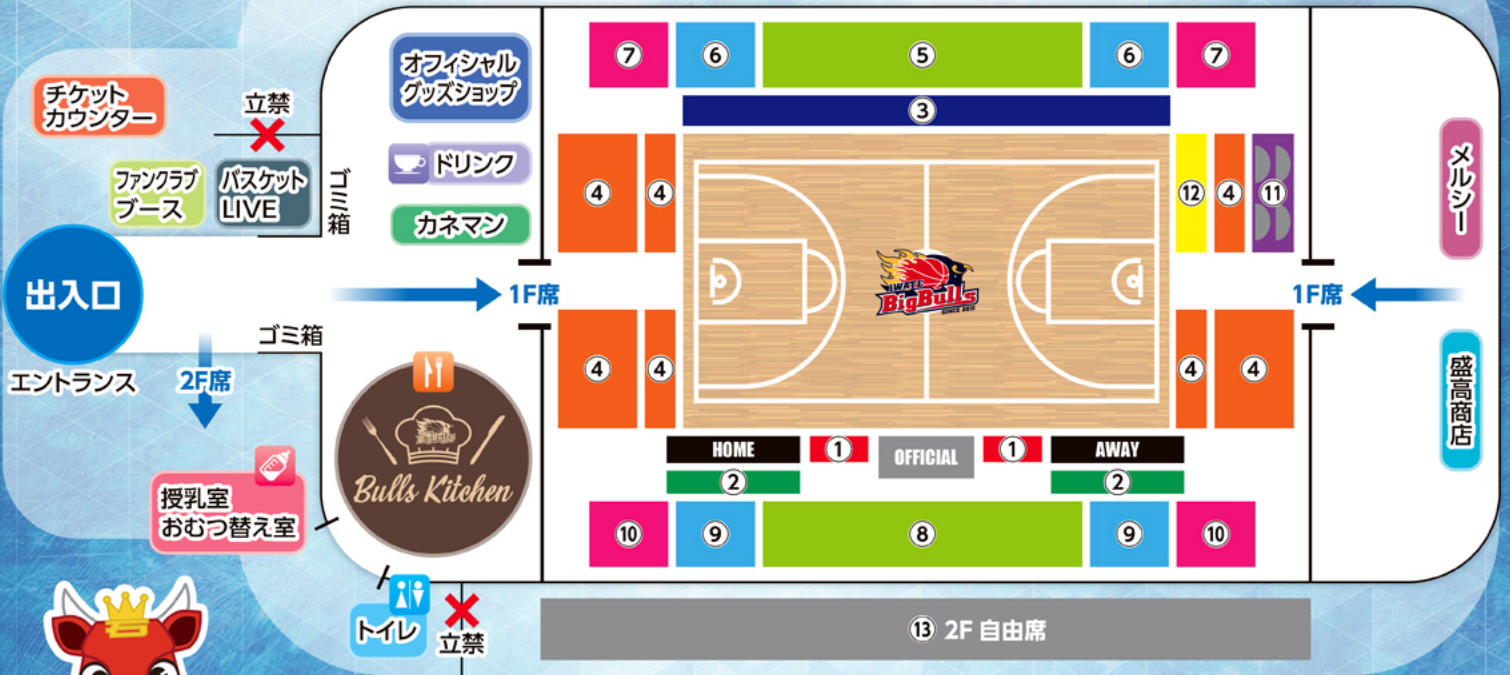 チケット
カウンター
立禁
ファンクラブ
ブース
バスケット
LIVE
ゴミ箱
オフィシャル
グッズショップ
ドリンク
カネマン
出入口
エントランス
2F席
ゴミ箱
1F席
授乳室
おむつ替え室
BIGBULLS
Bulls Kitchen
トイレ
立禁
⑦
⑥
⑤
⑥
⑦
③
④
④
⑫
④
⑪
IWATE
BigBulls
SINCE 2010
④
④
④
④
HOME
①
OFFICIAL
①
AWAY
②
②
⑩
⑨
⑧
⑨
⑩
⑬ 2F 自由席
1F席
メルシー
盛高商店